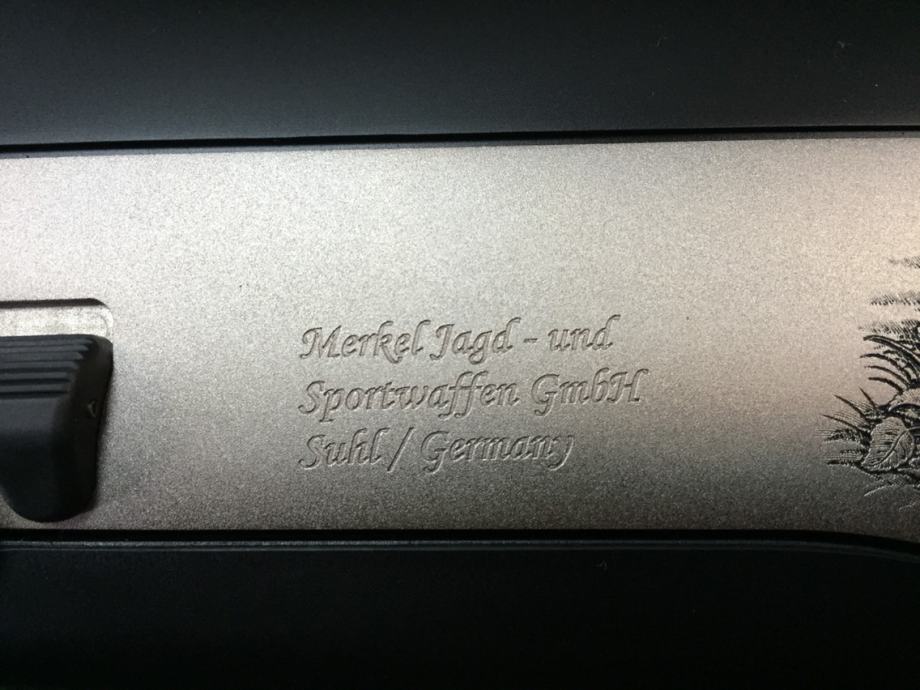 Merkel Jagd - und
Sportwaffen GmbH
Suhl / Germany